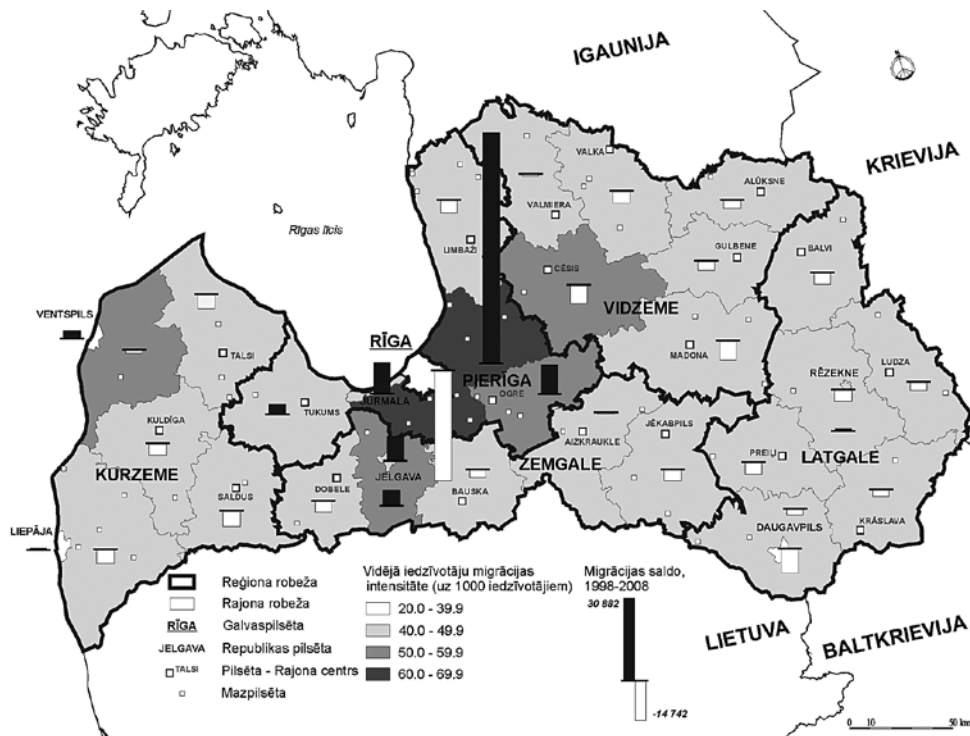 IGAUNIJA
KRIEVIJA
VALKA
ALŪKSNE
VALMIERA
Rīgas līcis
LIMBAŽI
GULBENE
BALVI
CĒSIS
VIDZEME
VENTSPILS
RĪGA
TALSI
MADONA
LUDZA
PIERĪGA
RĒZEKNE
OGRE
JŪRMALA
TUKUMS
KULDĪGA
JĒKABPILS
AIZKRAUKLE
PREIĻI
LATGALE
ZEMGALE
KURZEME
JELGAVA
SALDUS
DOBELE
BAUSKA
DAUGAVPILS
KRĀSLAVA
LIEPĀJA
Reģiona robeža
Rajona robeža
RĪGA Galvaspilsēta
JELGAVA Republikas pilsēta
TALSI Pilsēta - Rajona centrs
Mazpilsēta
Vidējā iedzīvotāju migrācijas
intensitāte (uz 1000 iedzīvotājiem)
20.0 - 39.9
40.0 - 49.9
50.0 - 59.9
60.0 - 69.9
Migrācijas saldo,
1998-2008
30 882
-14 742
LIETUVA
BALTKRIEVIJA
0 10 50 km